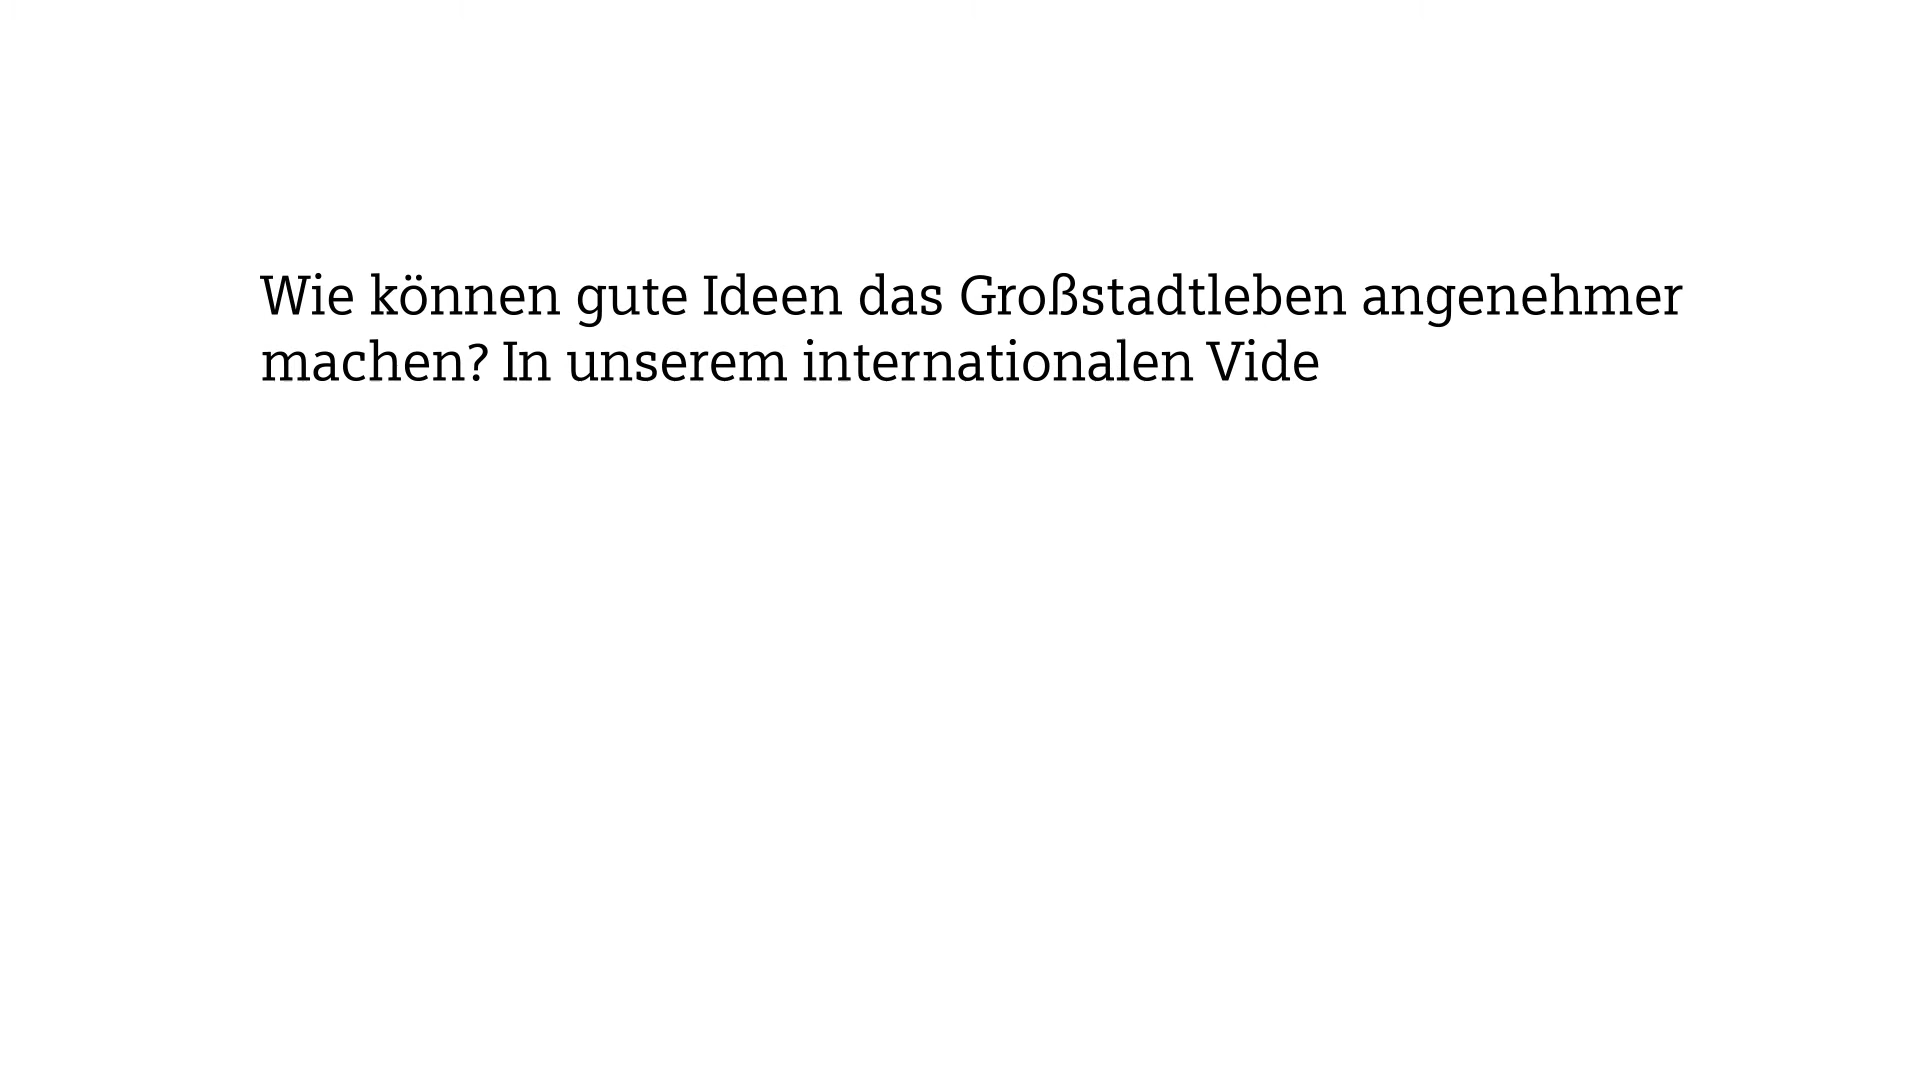 Wie können gute Ideen das Großstadtleben angenehmer
machen? In unserem internationalen Vide